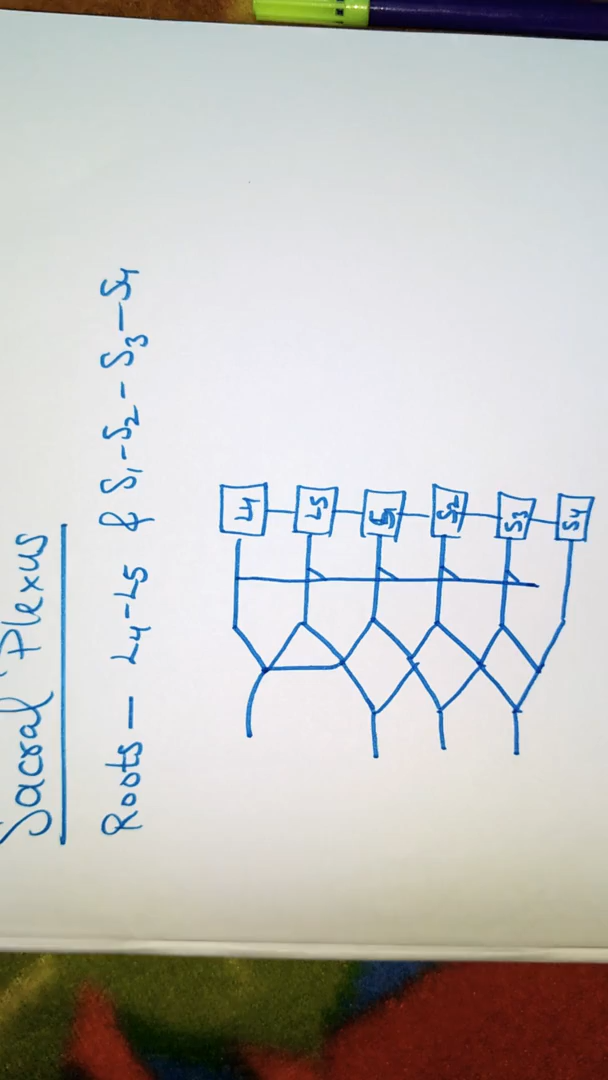 Sacral Plexus
Roots — L4-L5 & S1-S2-S3-S4
L4
L5
S1
S2
S3
S4